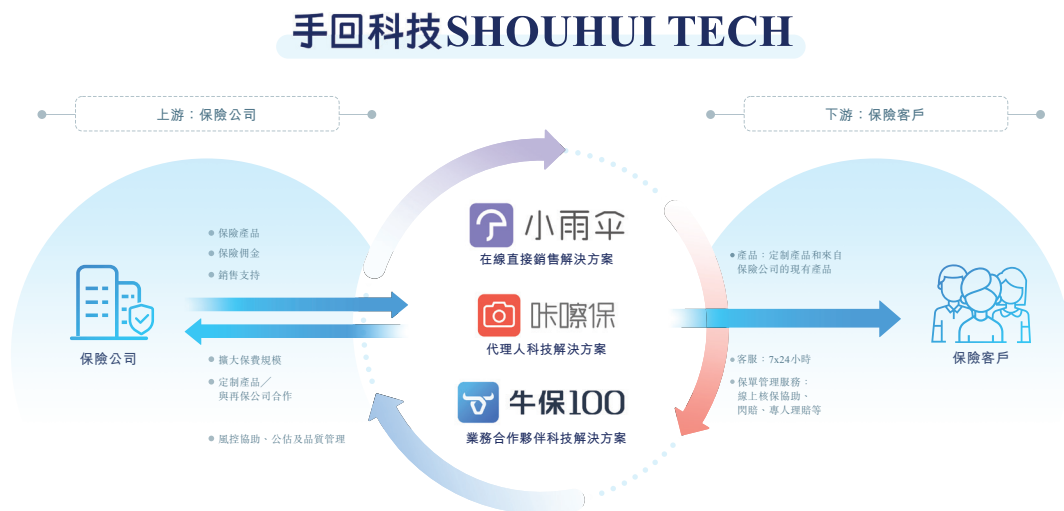 手回科技SHOUHUI TECH
上游：保險公司
保險產品
保險佣金
銷售支持
保險公司
擴大保費規模
定制產品／
與再保公司合作
風控協助、公估及品質管理
小雨伞
在線直接銷售解決方案
咔嚓保
代理人科技解決方案
牛保100
業務合作夥伴科技解決方案
下游：保險客戶
產品：定制產品和來自
保險公司的現有產品
保險客戶
客服：7x24小時
保單管理服務：
線上核保協助、
閃賠、專人理賠等